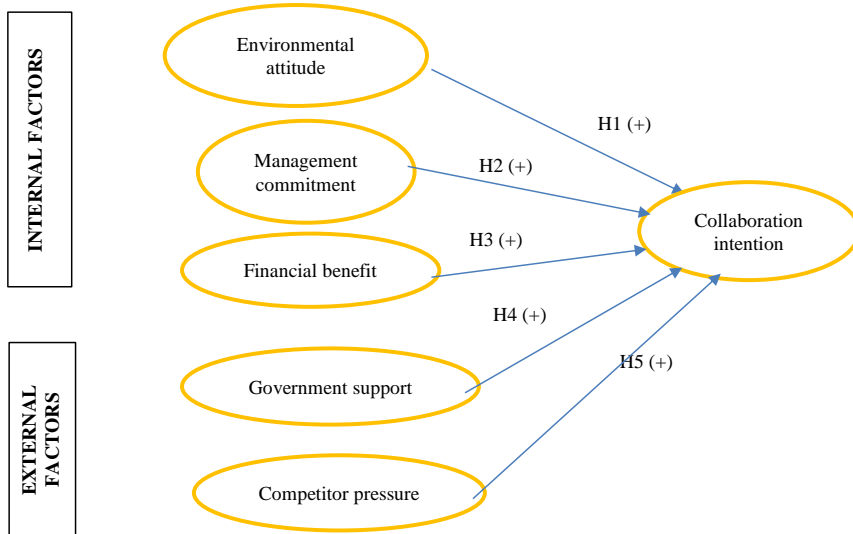 INTERNAL FACTORS
Environmental
attitude
H1 (+)
Management
commitment
H2 (+)
Collaboration
intention
Financial benefit
H3 (+)
H4 (+)
EXTERNAL
FACTORS
Government support
H5 (+)
Competitor pressure